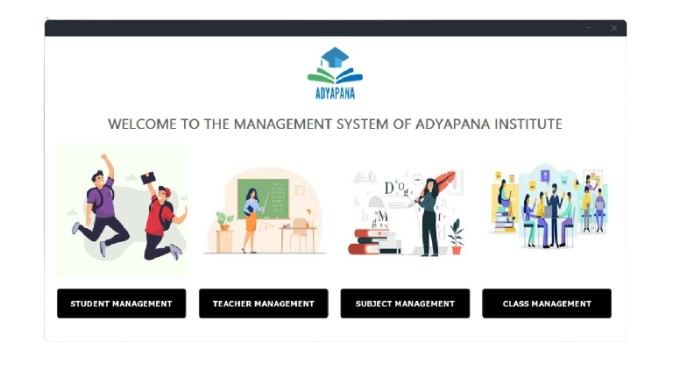 ADYAPANA
WELCOME TO THE MANAGEMENT SYSTEM OF ADYAPANA INSTITUTE
STUDENT MANAGEMENT
TEACHER MANAGEMENT
SUBJECT MANAGEMENT
CLASS MANAGEMENT